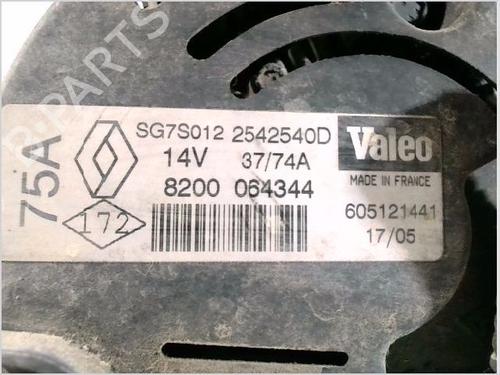 75A
SG7S012 2542540D
14V 37/74A
8200 064344
172
Valeo
MADE IN FRANCE
605121441
17/05
B-PARTS